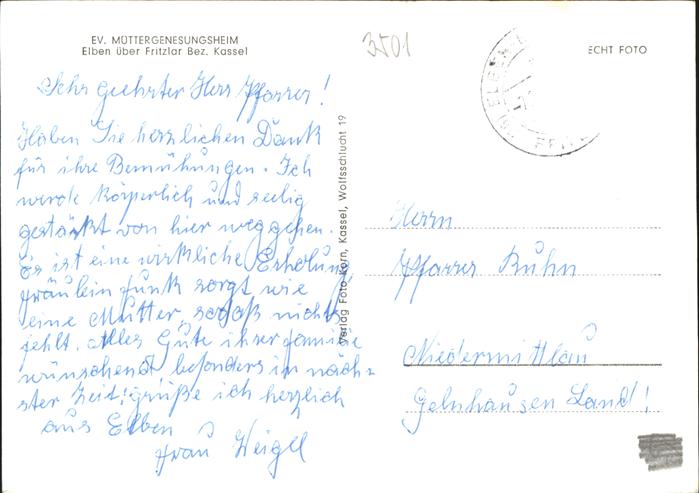 EV. MÜTTERGENESUNGSHEIM
Elben über Fritzlar Bez. Kassel
3501
ECHT FOTO
Sehr geehrter Herr Pfarrer!
Haben Sie herzlichen Dank
für ihre Bemühungen. Ich
werde körperlich und seelig
gestärkt von hier weggehen.
Es ist eine wirkliche Erholung
Fräulein Funk sorgt wie
eine Mutter, sodaß nichts
fehlt. Alles Gute ihrer Familie
wünschend besonders in näch-
ster Zeit! grüße ich herzlich
aus Elben
Frau Weigel
Verlag Foto Korn, Kassel, Wolfsschlucht 19
Herrn
Pfarrer Kuhn
Niedermittlau
Gelnhausen Land!